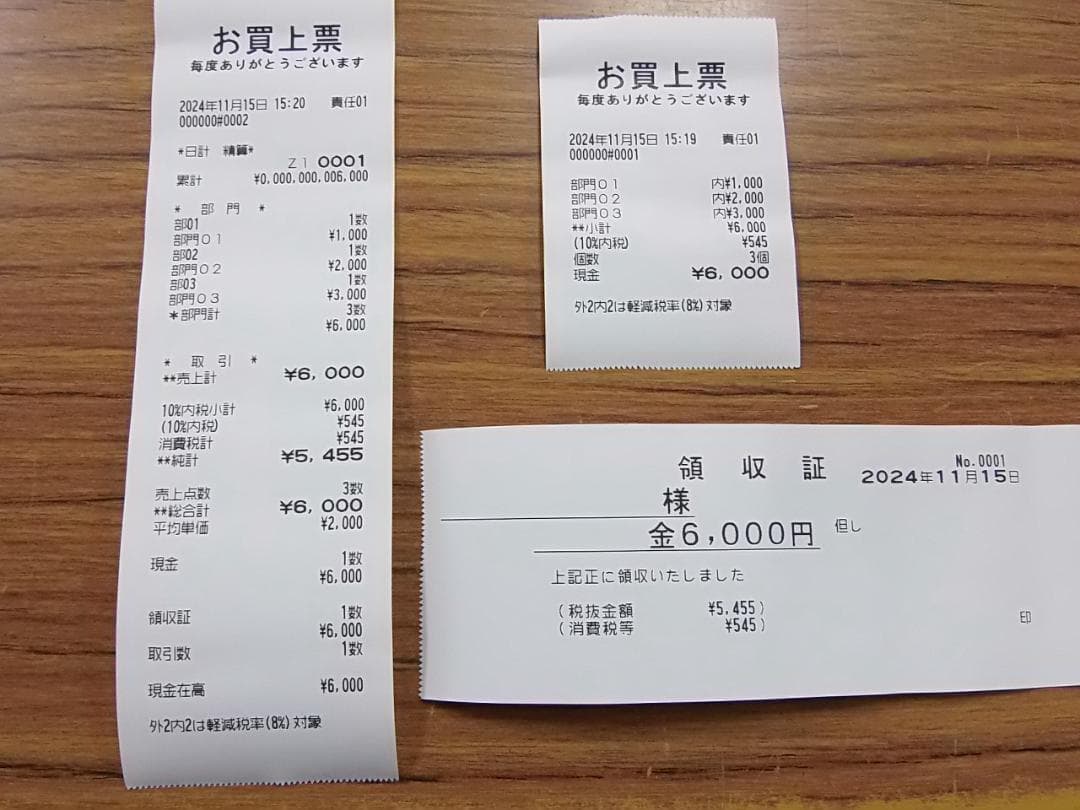 お買上票
毎度ありがとうございます
2024年11月15日 15:20 責任01
000000#0002
*日計 精算*
Z1 0001
累計 ¥0,000,000,006,000
* 部 門 *
部01 1数
部門01 ¥1,000
部02 1数
部門02 ¥2,000
部03 1数
部門03 ¥3,000
*部門計 3数
¥6,000
* 取 引 *
**売上計 ¥6,000
10%内税小計 ¥6,000
(10%内税) ¥545
消費税計 ¥545
**純計 ¥5,455
売上点数 3数
**総合計 ¥6,000
平均単価 ¥2,000
現金 1数
¥6,000
領収証 1数
¥6,000
取引数 1数
現金在高 ¥6,000
外2内2は軽減税率(8%)対象
お買上票
毎度ありがとうございます
2024年11月15日 15:19 責任01
000000#0001
部門01 内¥1,000
部門02 内¥2,000
部門03 内¥3,000
**小計 ¥6,000
(10%内税) ¥545
個数 3個
現金 ¥6,000
外2内2は軽減税率(8%)対象
領 収 証 No.0001
2024年11月15日
様
金6,000円 但し
上記正に領収いたしました
(税抜金額 ¥5,455)
(消費税等 ¥545)
印